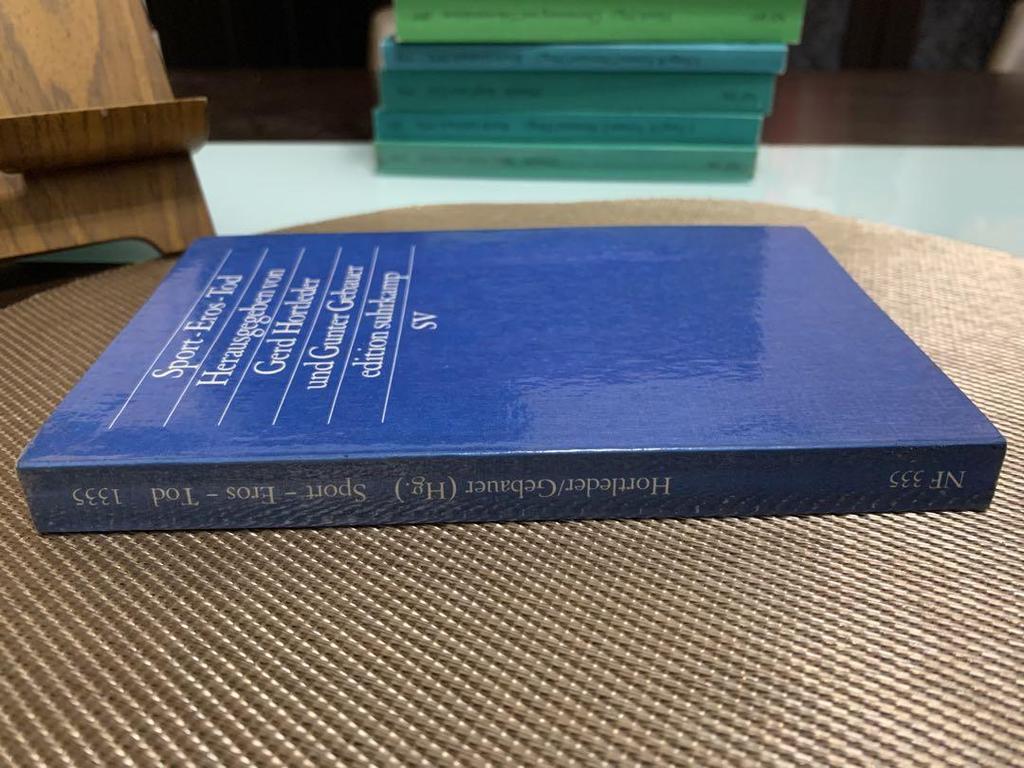 Sport · Eros · Tod
Herausgegeben von
Gerd Hortleder
und Gunter Gebauer
edition suhrkamp
SV
Hortleder/Gebauer (Hg.) Sport – Eros – Tod 1335
NF 335